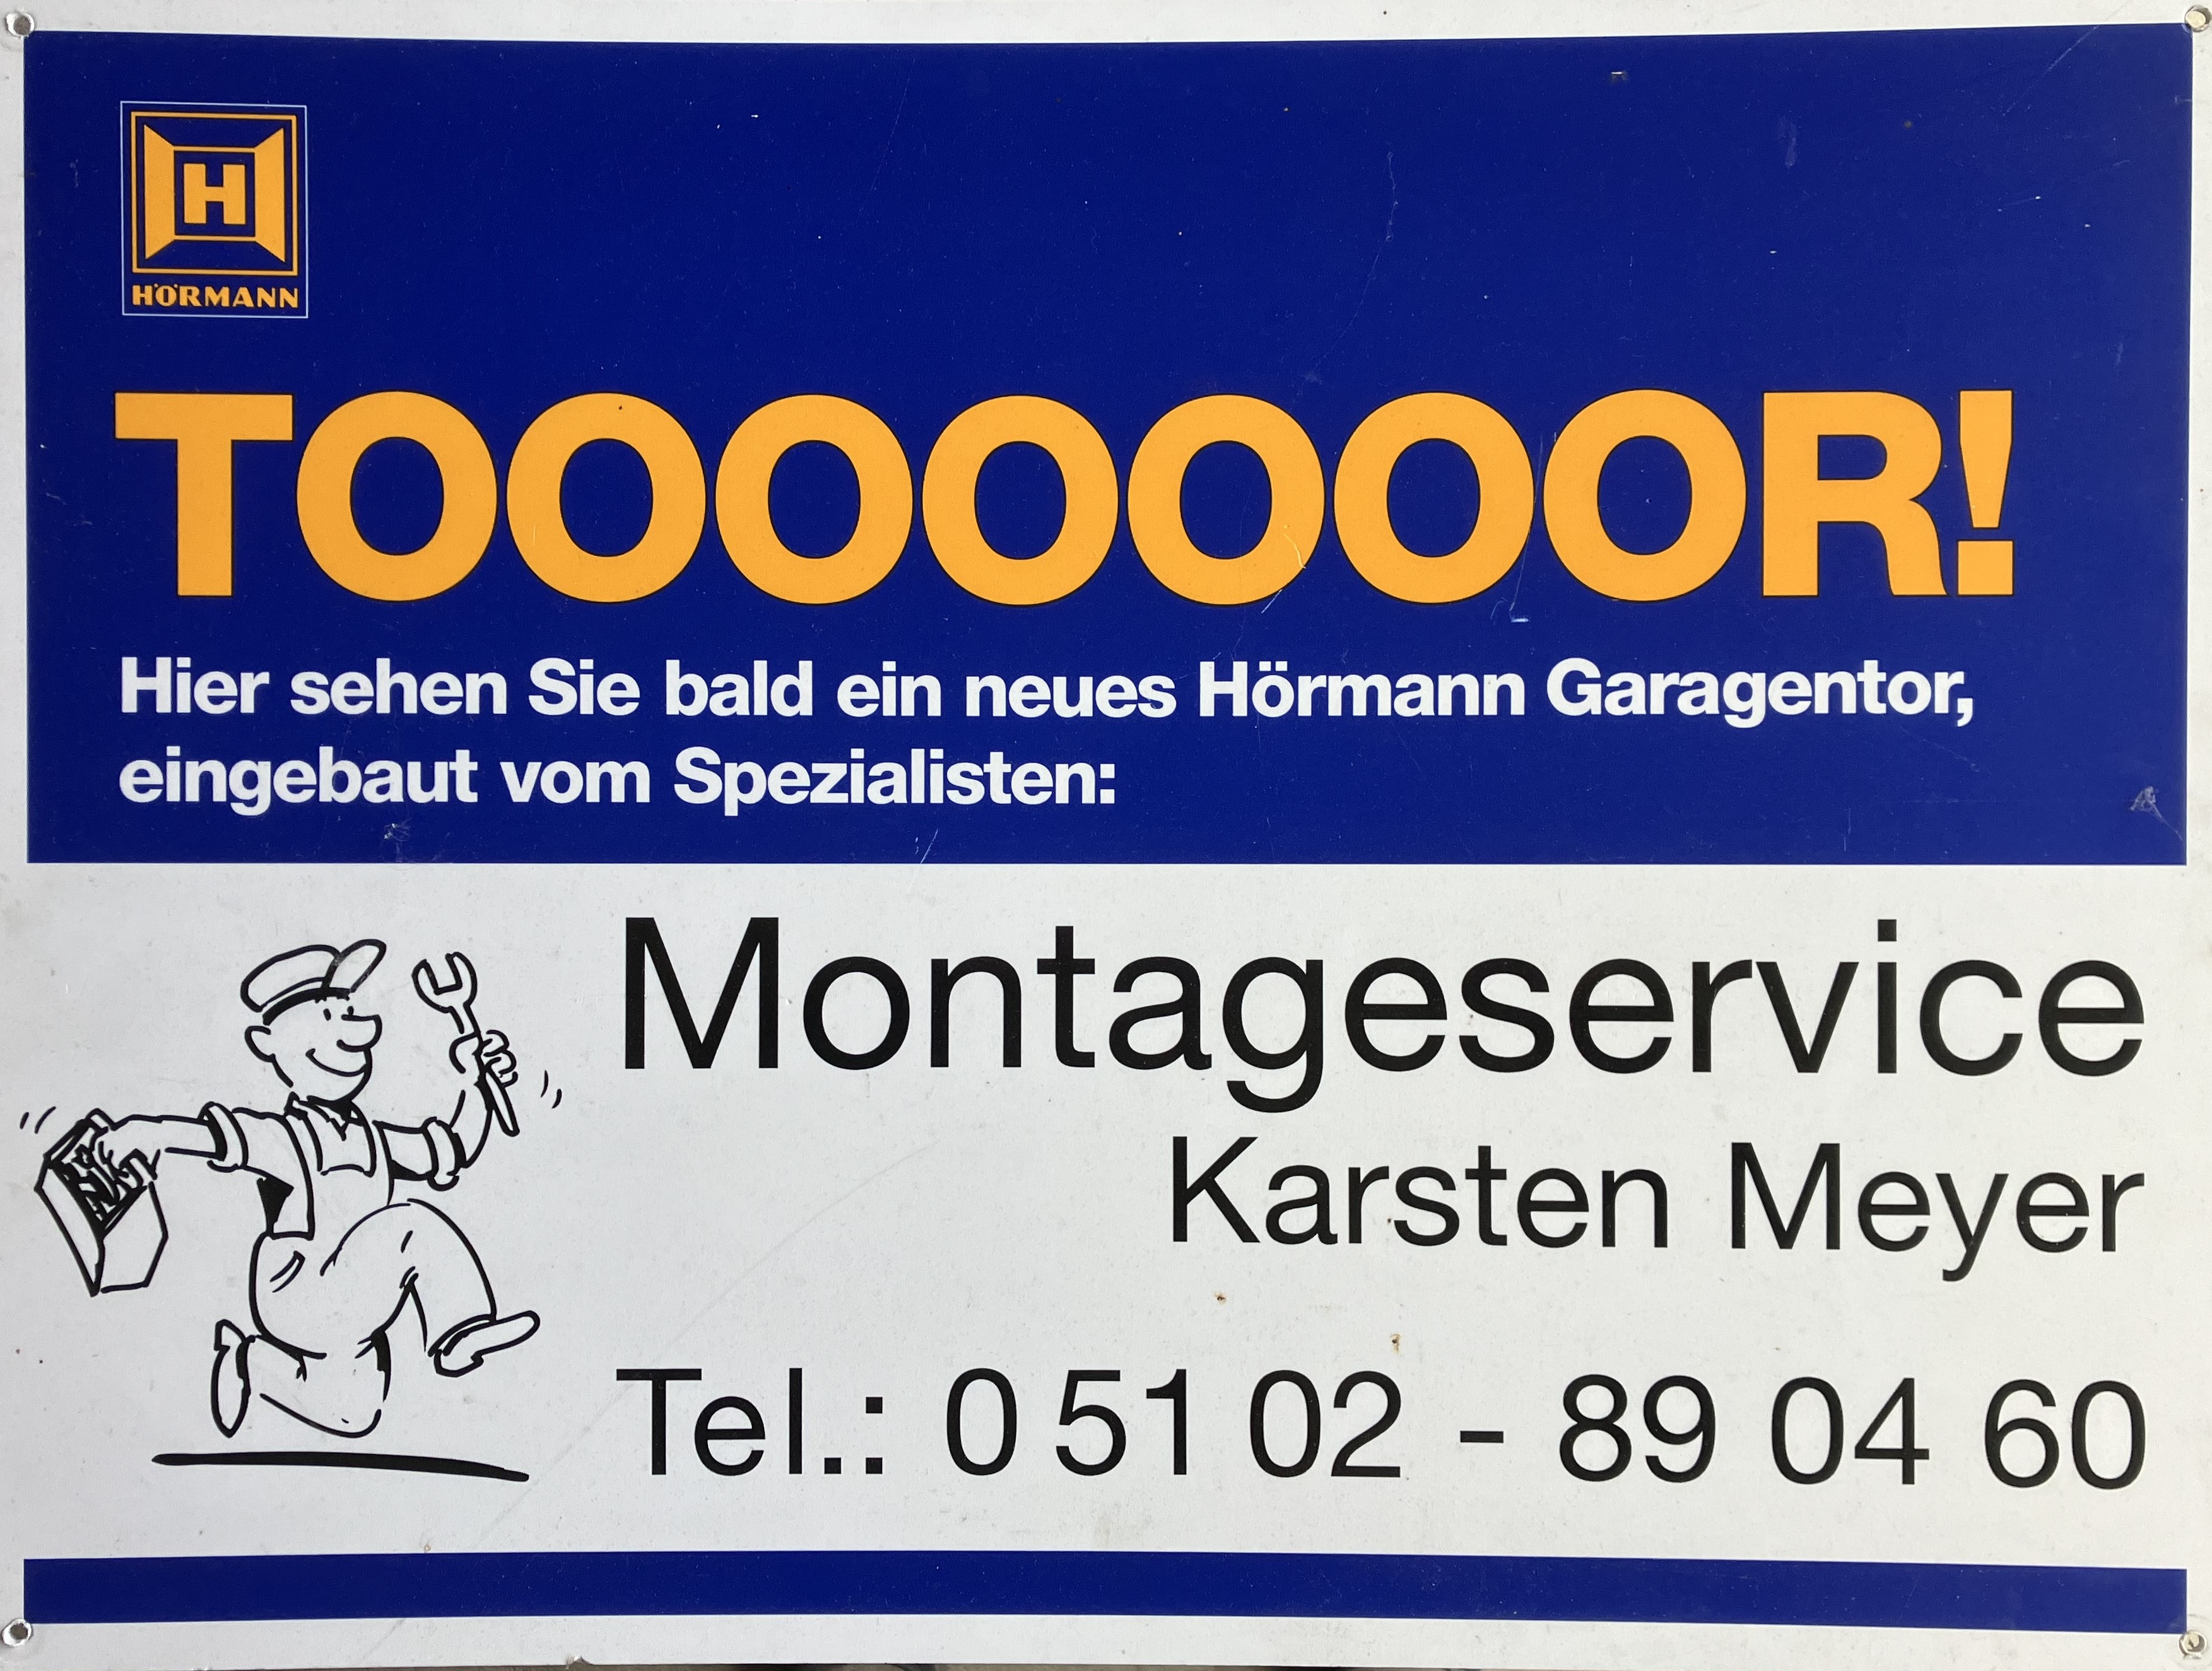 H
HÖRMANN
TOOOOOOOR!
Hier sehen Sie bald ein neues Hörmann Garagentor,
eingebaut vom Spezialisten:
Montageservice
Karsten Meyer
Tel.: 0 51 02 - 89 04 60